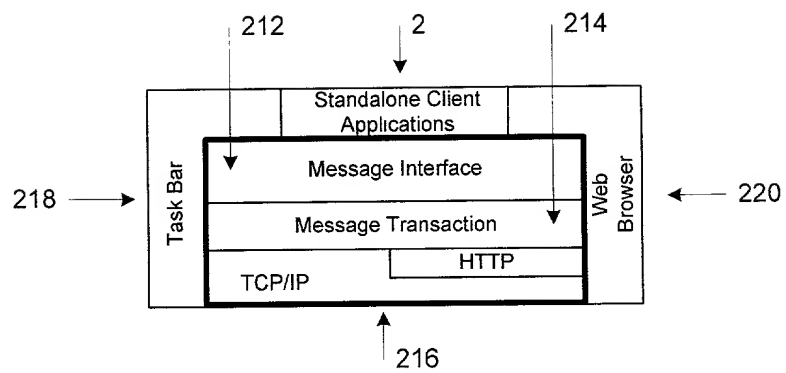 212
2
214
Standalone Client
Applications
Message Interface
218
Task Bar
Web
Browser
220
Message Transaction
HTTP
TCP/IP
216